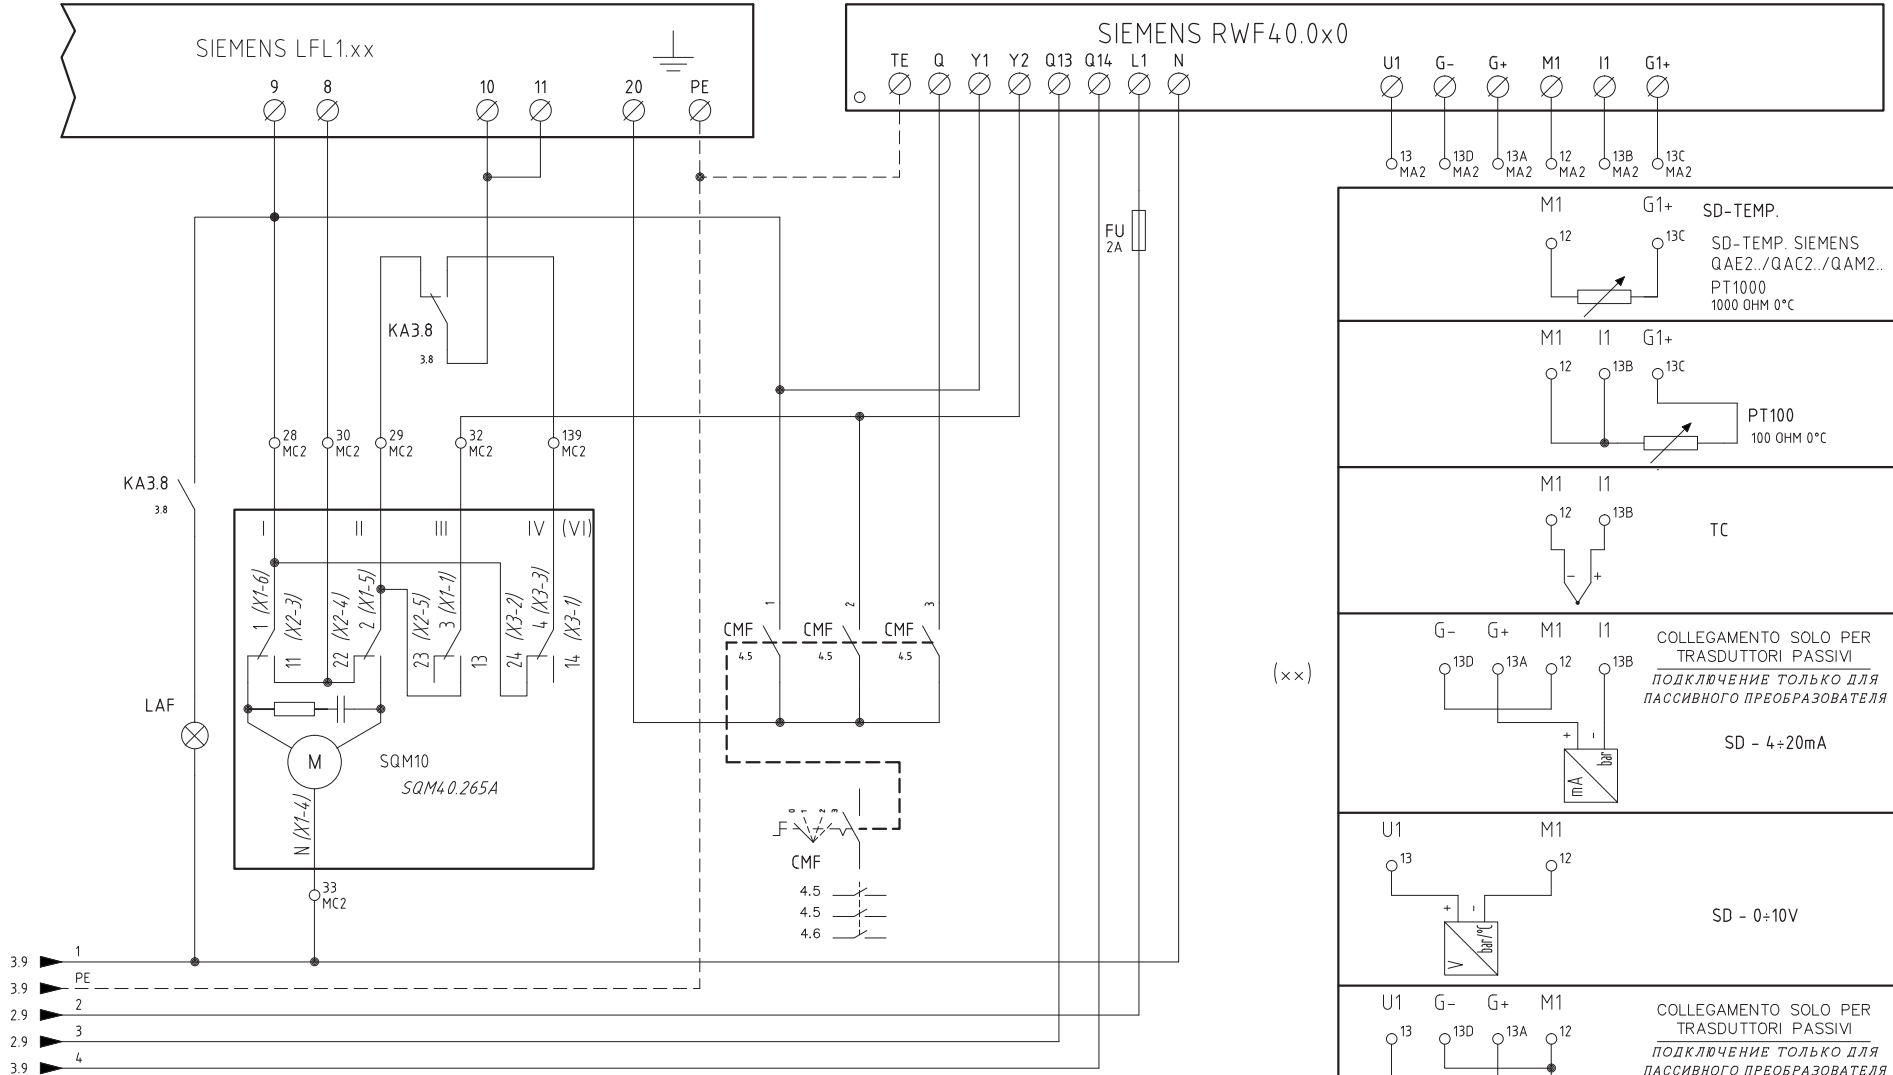 SIEMENS LFL1.xx
9
8
10
11
20
PE
SIEMENS RWF40.0x0
TE
Q
Y1
Y2
Q13
Q14
L1
N
U1
G-
G+
M1
I1
G1+
13
MA2
13D
MA2
13A
MA2
12
MA2
13B
MA2
13C
MA2
FU
2A
KA3.8
3.8
28
MC2
30
MC2
29
MC2
32
MC2
139
MC2
KA3.8
3.8
I
II
III
IV
(VI)
1 (X1-6)
11
(X2-3)
22
(X2-4)
2 (X1-5)
23
(X2-5)
3 (X1-1)
13
24
(X3-2)
4 (X3-3)
14
(X3-1)
LAF
M
SQM10
SQM40.265A
N (X1-4)
33
MC2
CMF
4.5
1
CMF
4.5
2
CMF
4.5
3
0
1
2
3
CMF
4.5
4.5
4.6
(xx)
3.9
1
3.9
PE
2.9
2
2.9
3
3.9
4
M1
G1+
12
13C
SD-TEMP.
SD-TEMP. SIEMENS
QAE2../QAC2../QAM2..
PT1000
1000 OHM 0°C
M1
I1
G1+
12
13B
13C
PT100
100 OHM 0°C
M1
I1
12
13B
-
+
TC
G-
G+
M1
I1
13D
13A
12
13B
+
-
mA
bar
COLLEGAMENTO SOLO PER
TRASDUTTORI PASSIVI
ПОДКЛЮЧЕНИЕ ТОЛЬКО ДЛЯ
ПАССИВНОГО ПРЕОБРАЗОВАТЕЛЯ
SD - 4÷20mA
U1
M1
13
12
+
-
V
bar/°C
SD - 0÷10V
U1
G-
G+
M1
13
13D
13A
12
COLLEGAMENTO SOLO PER
TRASDUTTORI PASSIVI
ПОДКЛЮЧЕНИЕ ТОЛЬКО ДЛЯ
ПАССИВНОГО ПРЕОБРАЗОВАТЕЛЯ